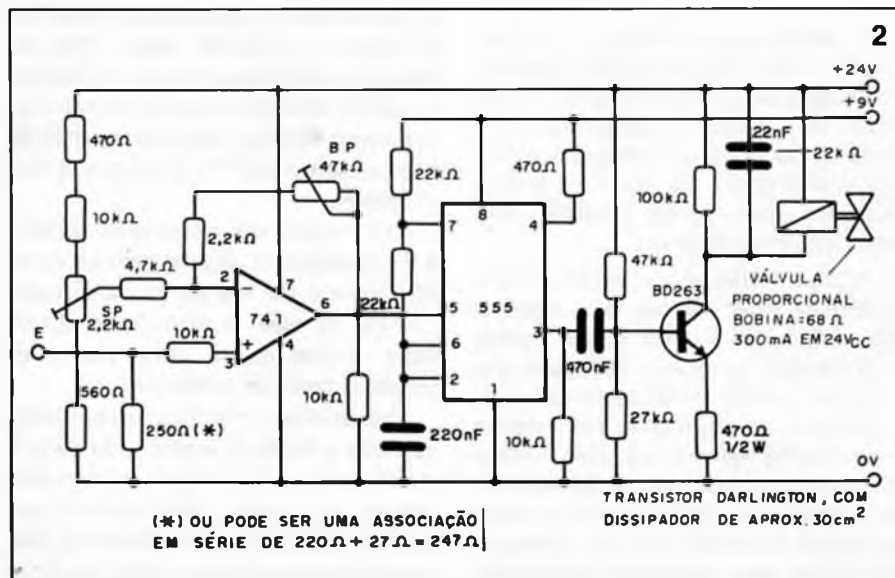 2
+24V
+9V
470Ω
BP
47kΩ
22kΩ
470Ω
22nF
22kΩ
100kΩ
10kΩ
2,2kΩ
8
7
4
4,7kΩ
2
7
47kΩ
VÁLVULA
PROPORCIONAL
BOBINA=68Ω
300mA EM 24Vcc
SP
2,2kΩ
741
6
22kΩ
5
555
BD263
E
10kΩ
3
4
6
3
470nF
560Ω
250Ω(*)
10kΩ
2
1
220nF
10kΩ
27kΩ
470Ω
1/2W
0V
(*) OU PODE SER UMA ASSOCIAÇÃO
EM SÉRIE DE 220Ω+27Ω=247Ω
TRANSISTOR DARLINGTON, COM
DISSIPADOR DE APROX. 30cm²